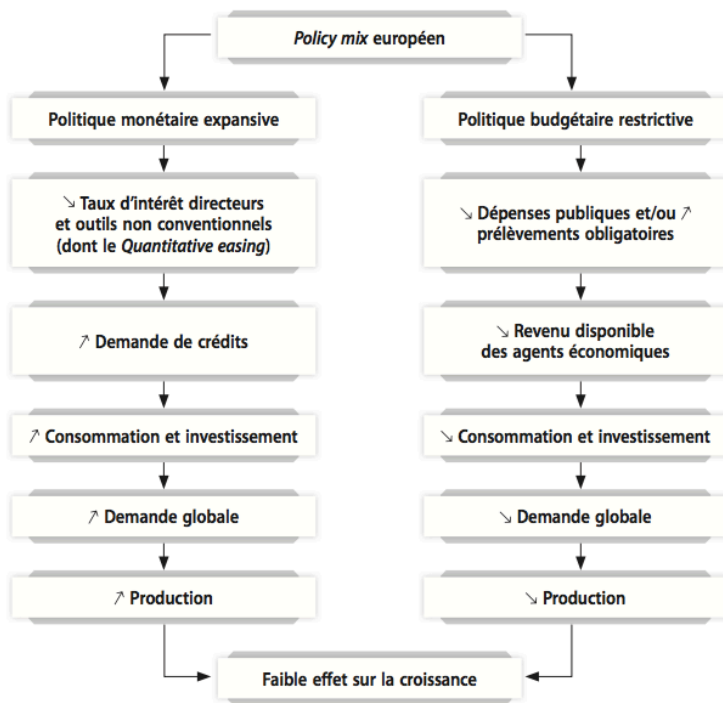 Policy mix européen
Politique monétaire expansive
↘ Taux d'intérêt directeurs
et outils non conventionnels
(dont le Quantitative easing)
↗ Demande de crédits
↗ Consommation et investissement
↗ Demande globale
↗ Production
Politique budgétaire restrictive
↘ Dépenses publiques et/ou ↗
prélèvements obligatoires
↘ Revenu disponible
des agents économiques
↘ Consommation et investissement
↘ Demande globale
↘ Production
Faible effet sur la croissance